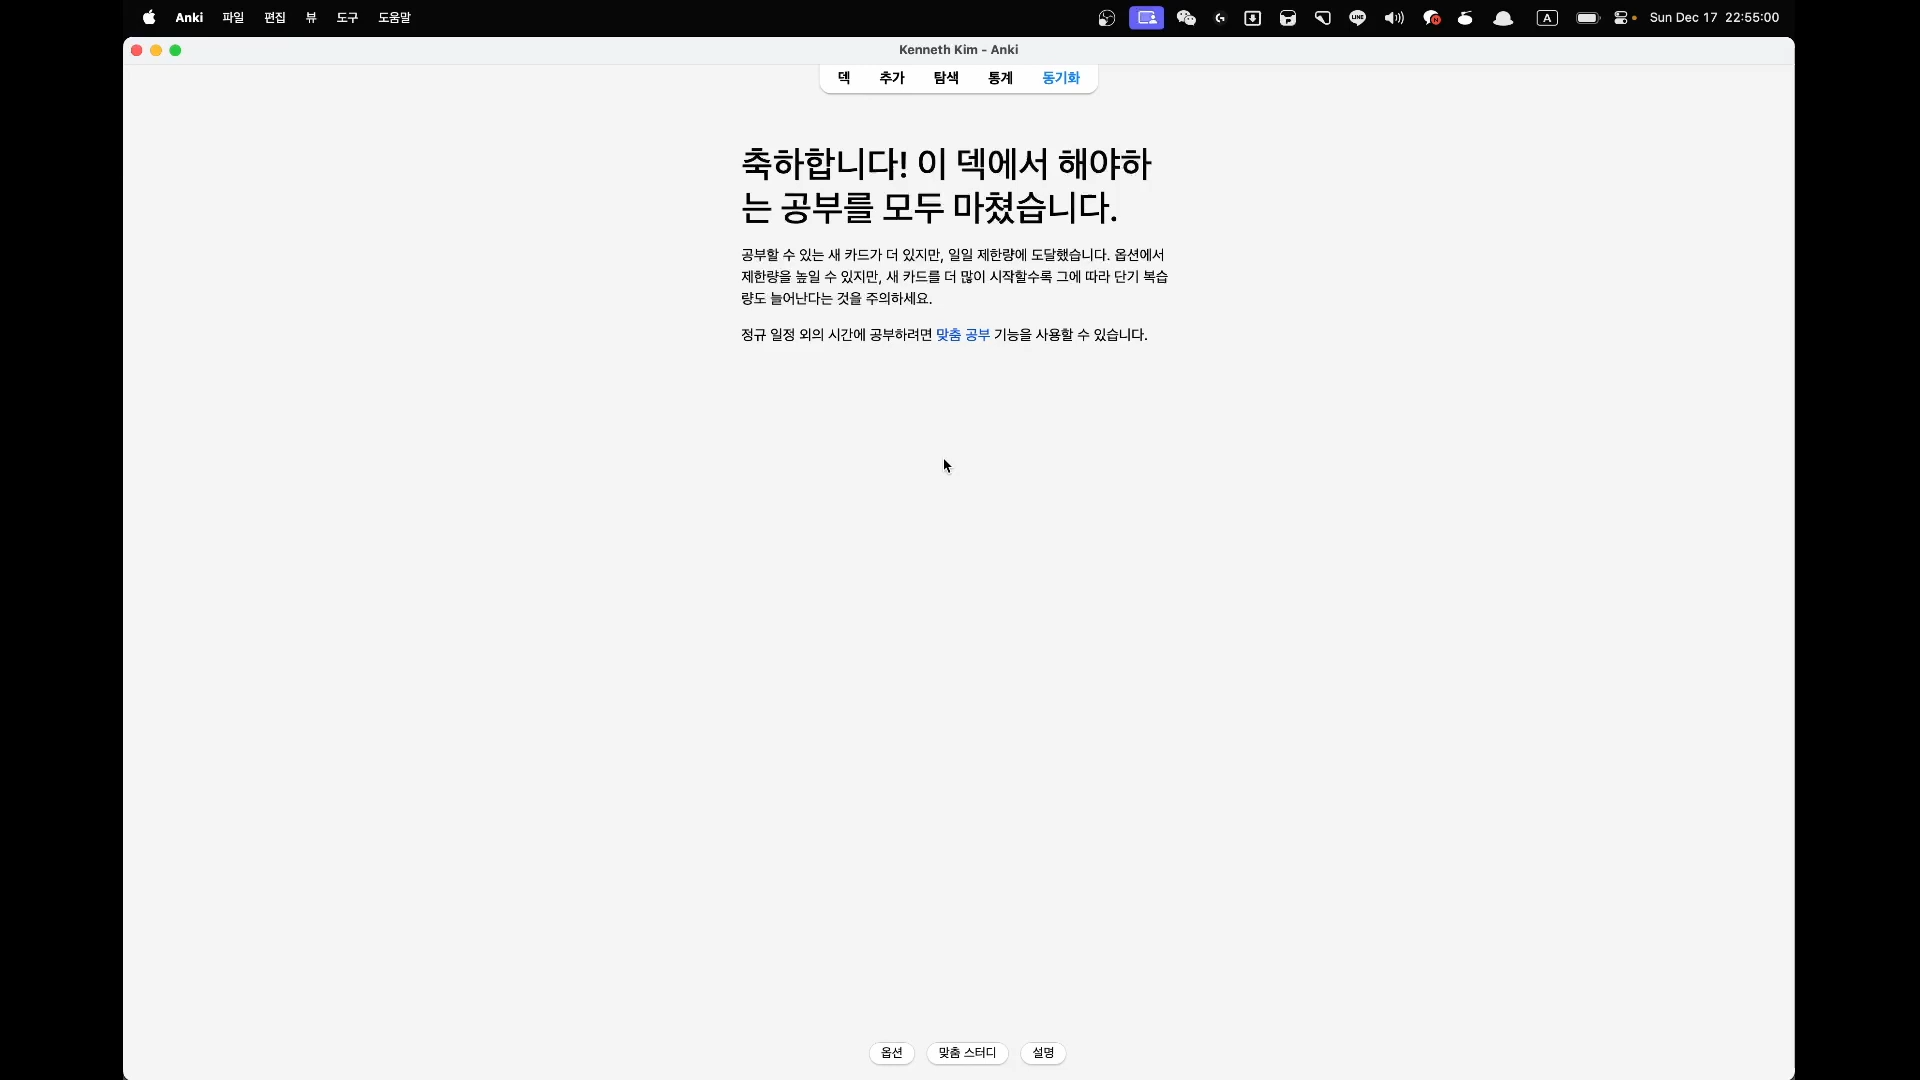 Anki 파일 편집 뷰 도구 도움말 A Sun Dec 17 22:55:00
Kenneth Kim - Anki
덱 추가 탐색 통계 동기화
축하합니다! 이 덱에서 해야하
는 공부를 모두 마쳤습니다.
공부할 수 있는 새 카드가 더 있지만, 일일 제한량에 도달했습니다. 옵션에서
제한량을 높일 수 있지만, 새 카드를 더 많이 시작할수록 그에 따라 단기 복습
량도 늘어난다는 것을 주의하세요.
정규 일정 외의 시간에 공부하려면 맞춤 공부 기능을 사용할 수 있습니다.
옵션 맞춤 스터디 설명